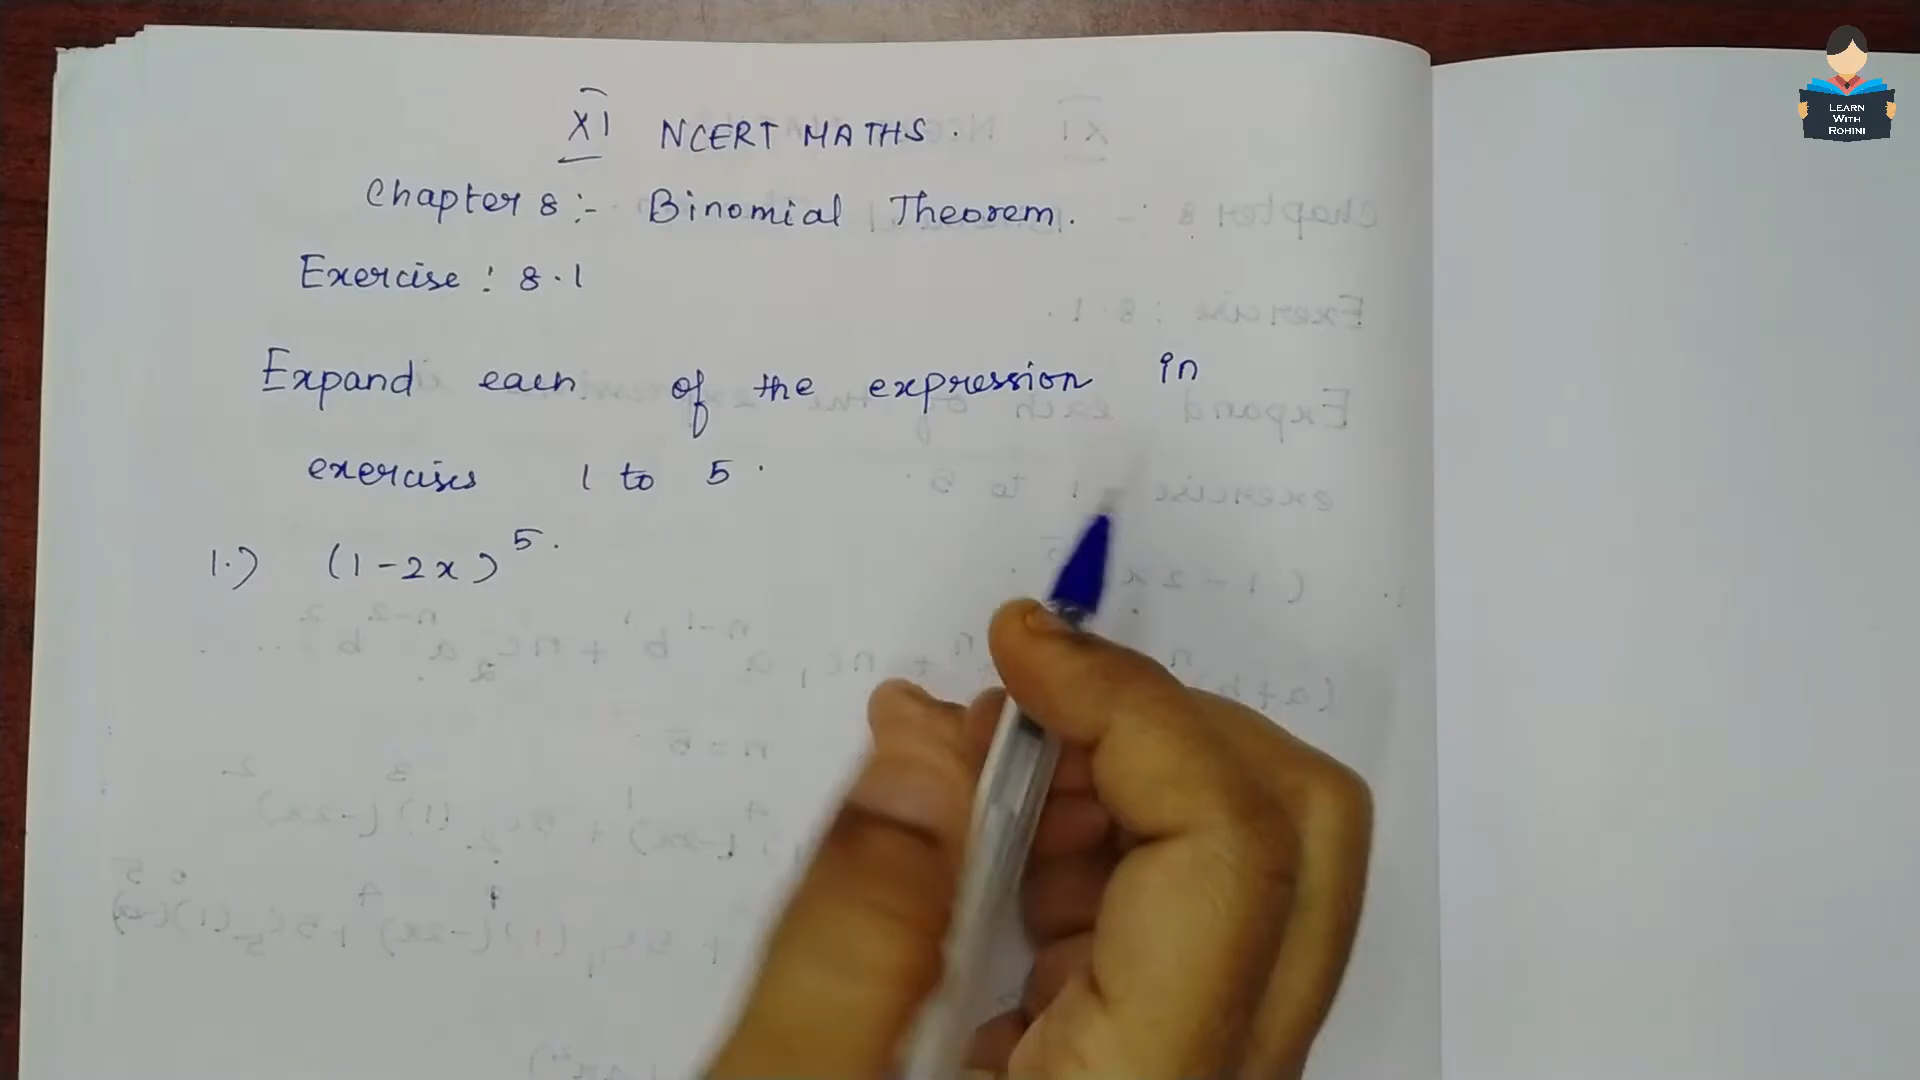 XI NCERT MATHS.
Chapter 8 :- Binomial Theorem.
Exercise : 8.1
Expand each of the expression in
exercises 1 to 5.
1.) (1-2x)^5.
LEARN
WITH
ROHINI